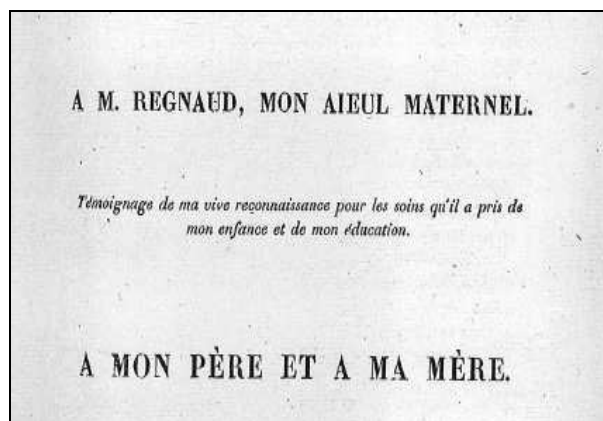 A M. REGNAUD, MON AIEUL MATERNEL.
Témoignage de ma vive reconnaissance pour les soins qu'il a pris de
mon enfance et de mon éducation.
A MON PÈRE ET A MA MÈRE.